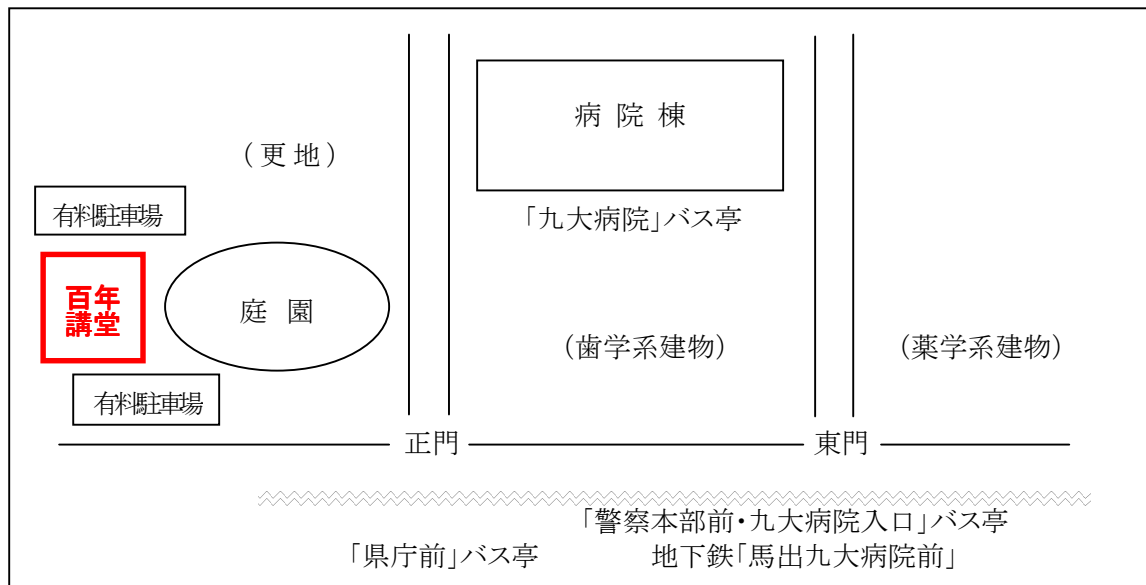 病院棟
（更地）
有料駐車場
「九大病院」バス亭
百年
講堂
庭園
（歯学系建物）
（薬学系建物）
有料駐車場
正門
東門
「警察本部前・九大病院入口」バス亭
「県庁前」バス亭
地下鉄「馬出九大病院前」